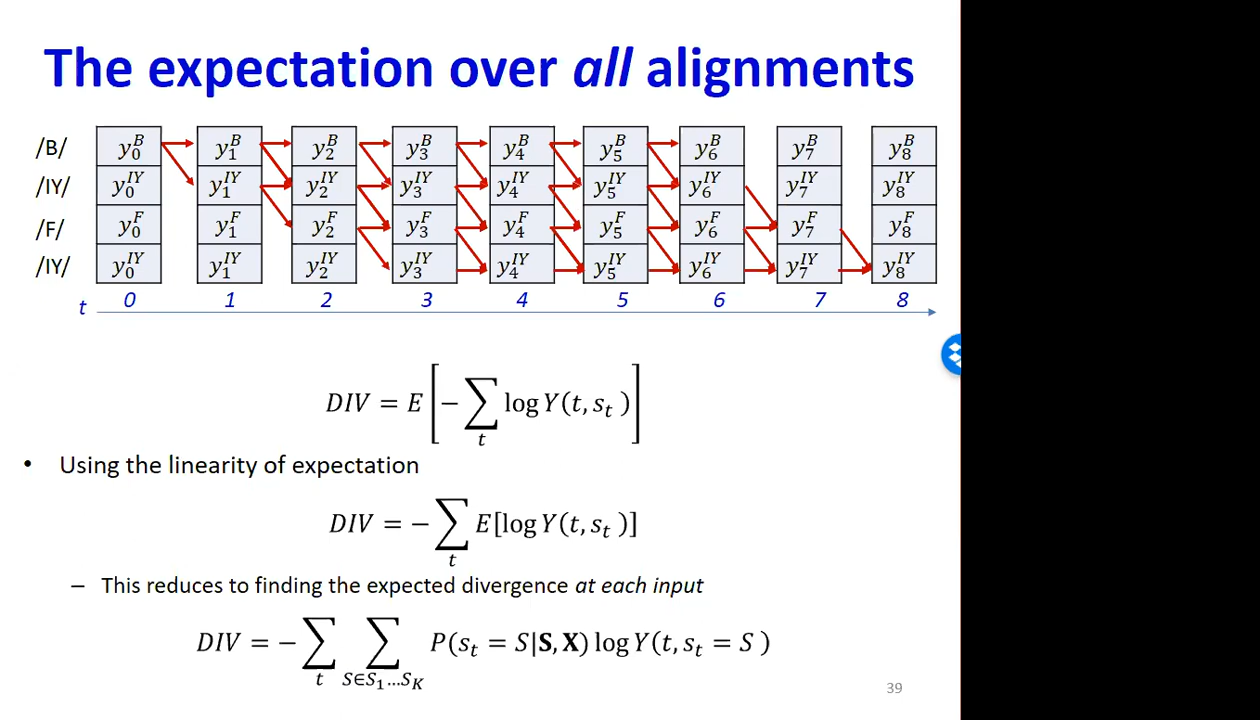 The expectation over all alignments
/B/ y_0^B y_1^B y_2^B y_3^B y_4^B y_5^B y_6^B y_7^B y_8^B
/IY/ y_0^{IY} y_1^{IY} y_2^{IY} y_3^{IY} y_4^{IY} y_5^{IY} y_6^{IY} y_7^{IY} y_8^{IY}
/F/ y_0^F y_1^F y_2^F y_3^F y_4^F y_5^F y_6^F y_7^F y_8^F
/IY/ y_0^{IY} y_1^{IY} y_2^{IY} y_3^{IY} y_4^{IY} y_5^{IY} y_6^{IY} y_7^{IY} y_8^{IY}
t 0 1 2 3 4 5 6 7 8
DIV = E[−∑_t log Y(t, s_t )]
• Using the linearity of expectation
DIV = −∑_t E[log Y(t, s_t )]
– This reduces to finding the expected divergence at each input
DIV = −∑_t ∑_{S∈S_1…S_K} P(s_t = S|S, X) log Y(t, s_t = S )
39